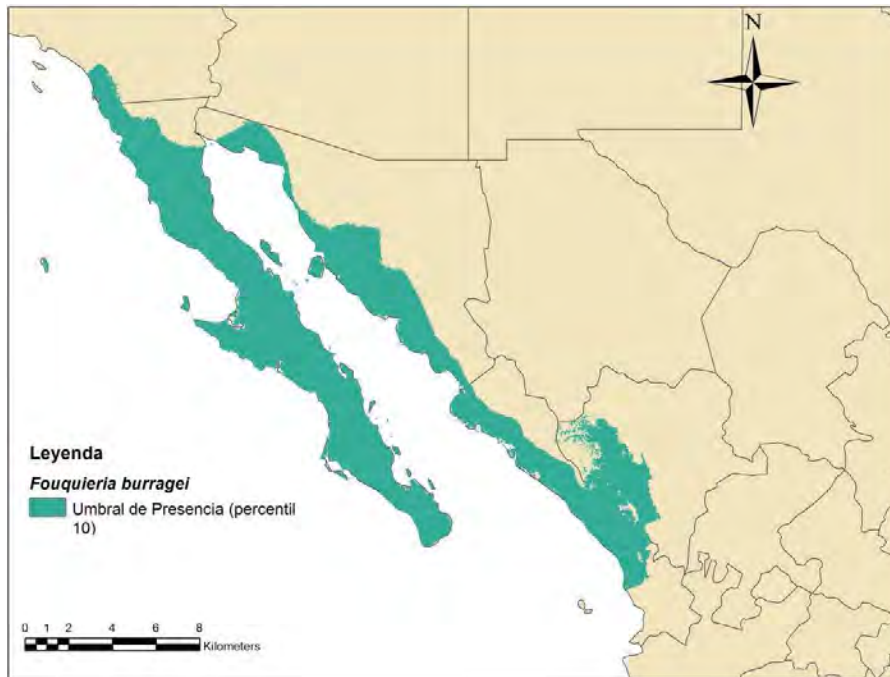 N
Leyenda
Fouquieria burragei
Umbral de Presencia (percentil
10)
0 1 2 4 6 8
Kilometers